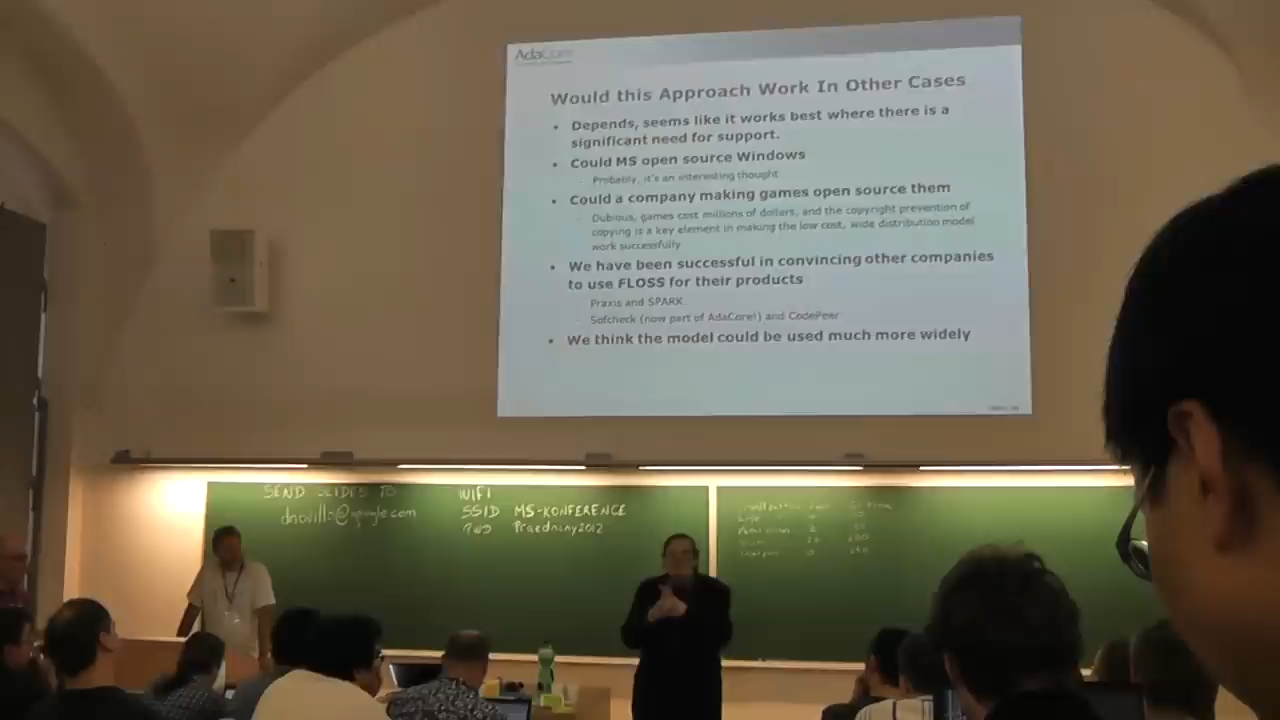 AdaCore
Would this Approach Work In Other Cases
• Depends, seems like it works best where there is a
significant need for support.
• Could MS open source Windows
Probably, it's an interesting thought
• Could a company making games open source them
Dubious, games cost millions of dollars, and the copyright prevention of
copying is a key element in making the low cost, wide distribution model
work successfully
• We have been successful in convincing other companies
to use FLOSS for their products
Praxis and SPARK
Sofcheck (now part of AdaCore!) and CodePeer
• We think the model could be used much more widely
SEND SLIDES TO
dnovillo@google.com
WIFI
SSID MS-KONFERENCE
PWD